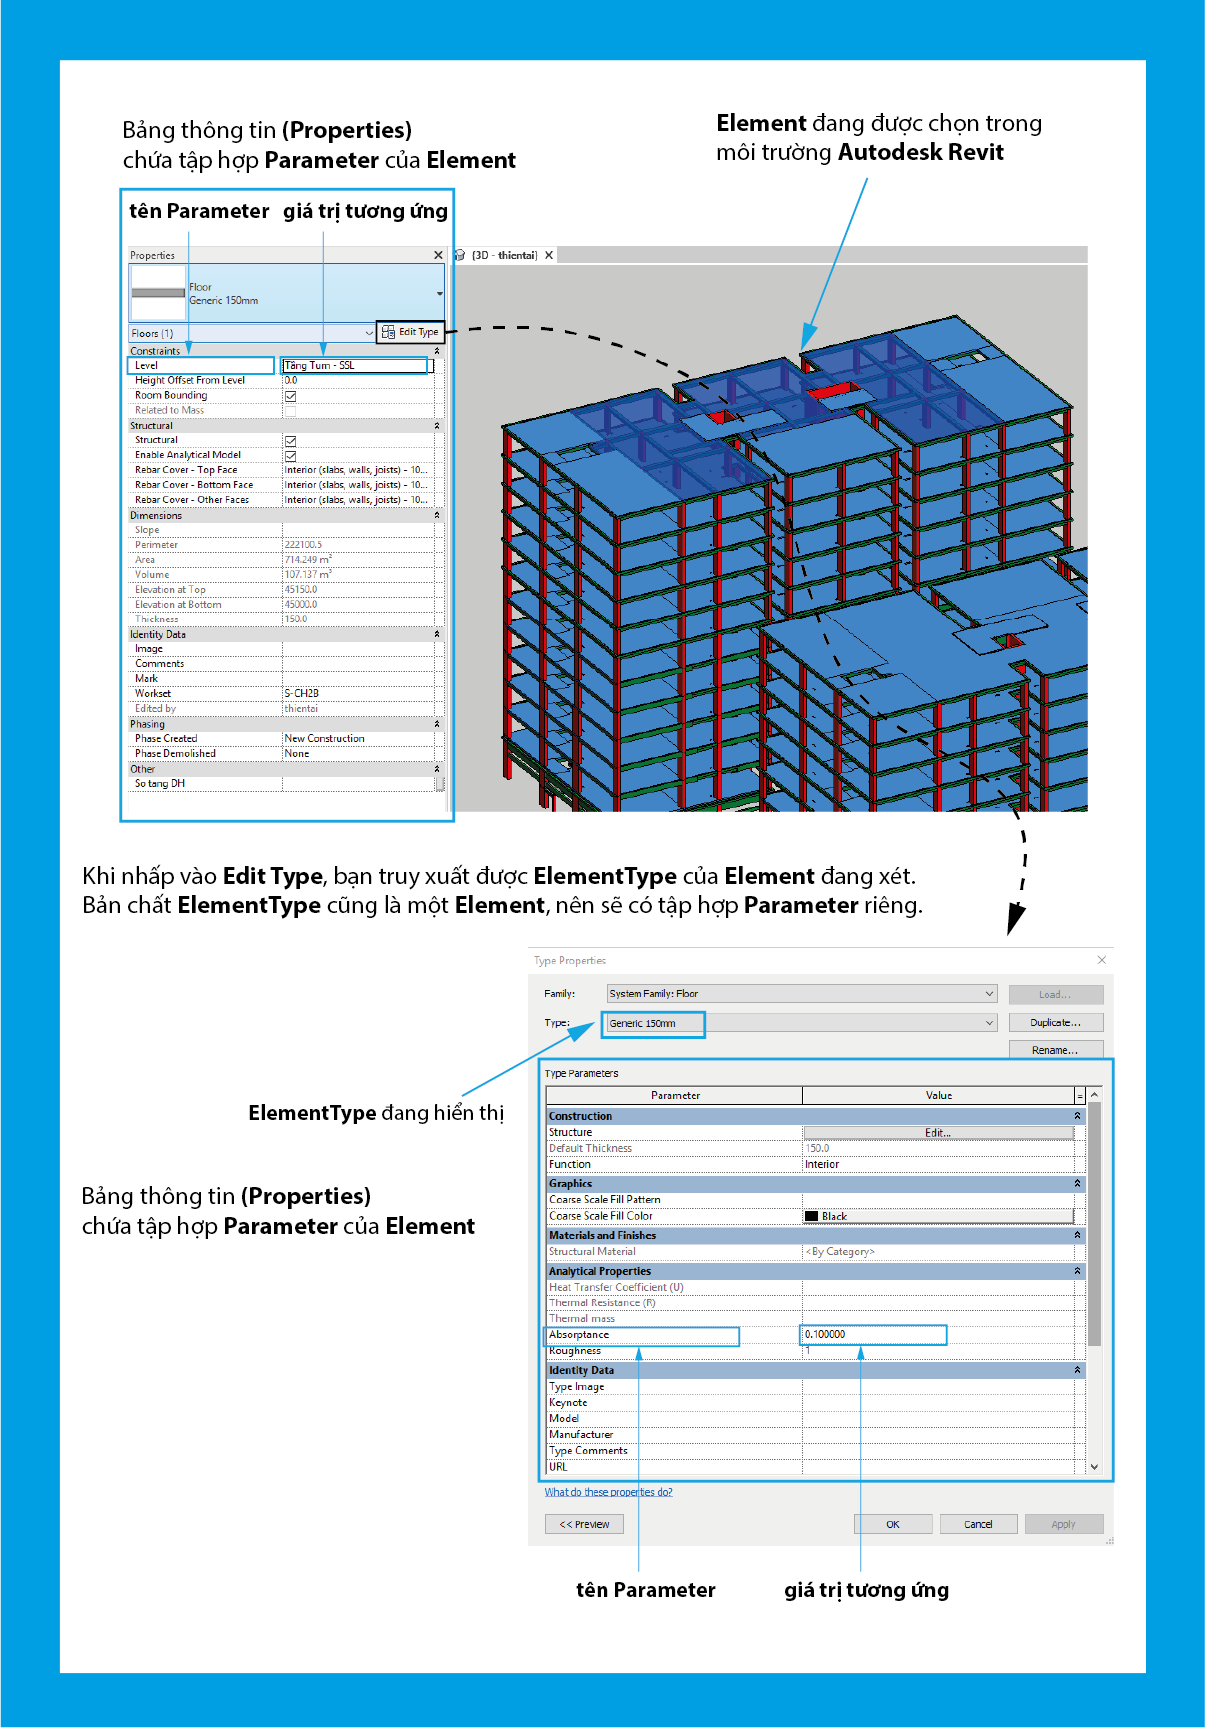 Bảng thông tin (Properties)
chứa tập hợp Parameter của Element
Element đang được chọn trong
môi trường Autodesk Revit
tên Parameter giá trị tương ứng
Properties
{3D - thientai}
Floor
Generic 150mm
Floors (1)
Edit Type
Constraints
Level Tầng Tum - SSL
Height Offset From Level 0.0
Room Bounding
Related to Mass
Structural
Structural
Enable Analytical Model
Rebar Cover - Top Face Interior (slabs, walls, joists) - 10...
Rebar Cover - Bottom Face Interior (slabs, walls, joists) - 10...
Rebar Cover - Other Faces Interior (slabs, walls, joists) - 10...
Dimensions
Slope
Perimeter 222100.5
Area 714.249 m²
Volume 107.137 m³
Elevation at Top 45150.0
Elevation at Bottom 45000.0
Thickness 150.0
Identity Data
Image
Comments
Mark
Workset S-CH2B
Edited by thientai
Phasing
Phase Created New Construction
Phase Demolished None
Other
So tang DH
Khi nhấp vào Edit Type, bạn truy xuất được ElementType của Element đang xét.
Bản chất ElementType cũng là một Element, nên sẽ có tập hợp Parameter riêng.
Type Properties
Family: System Family: Floor Load...
Type: Generic 150mm Duplicate...
Rename...
Type Parameters
Parameter Value =
Construction
Structure Edit...
Default Thickness 150.0
Function Interior
Graphics
Coarse Scale Fill Pattern
Coarse Scale Fill Color Black
Materials and Finishes
Structural Material <By Category>
Analytical Properties
Heat Transfer Coefficient (U)
Thermal Resistance (R)
Thermal mass
Absorptance 0.100000
Roughness 1
Identity Data
Type Image
Keynote
Model
Manufacturer
Type Comments
URL
What do these properties do?
<< Preview OK Cancel Apply
ElementType đang hiển thị
Bảng thông tin (Properties)
chứa tập hợp Parameter của Element
tên Parameter giá trị tương ứng